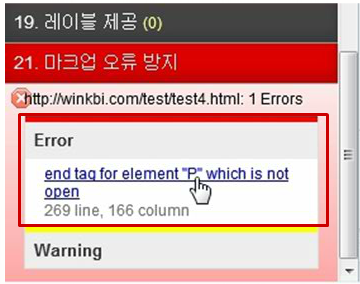 19. 레이블 제공 (0)
21. 마크업 오류 방지
http://winkbi.com/test/test4.html: 1 Errors
Error
end tag for element "P" which is not
open
269 line, 166 column
Warning